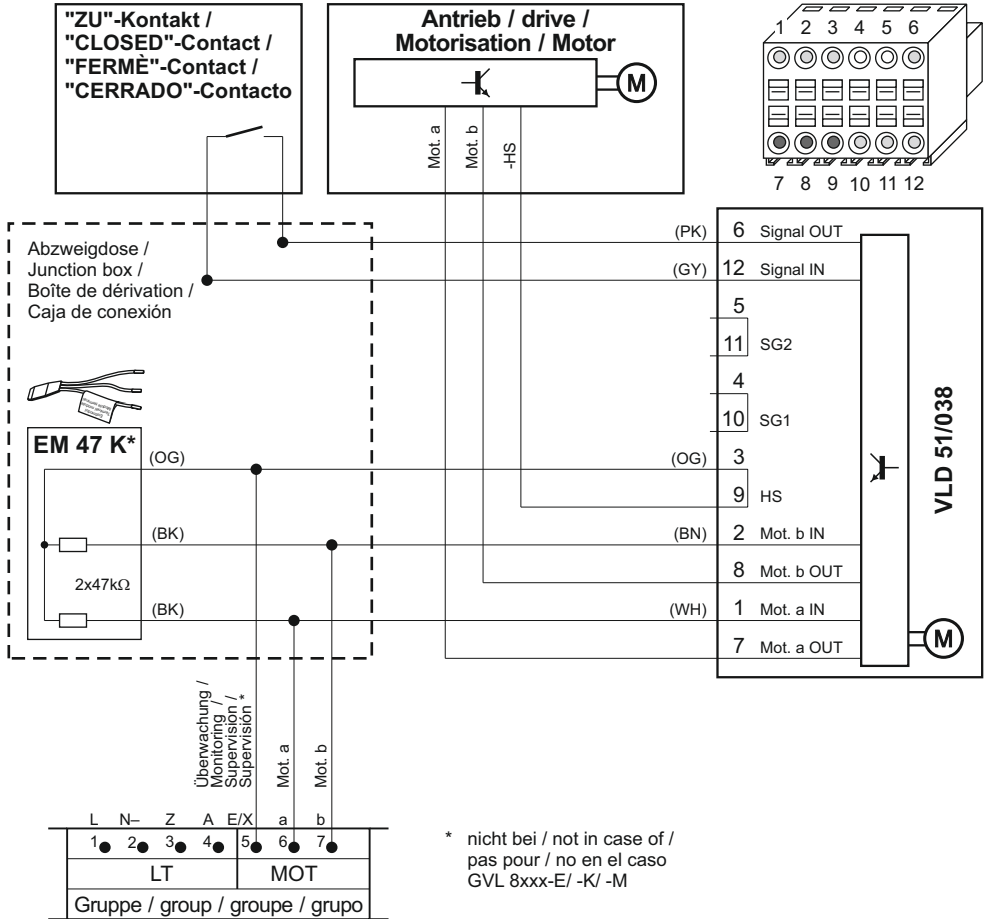 "ZU"-Kontakt /
"CLOSED"-Contact /
"FERMÈ"-Contact /
"CERRADO"-Contacto
Antrieb / drive /
Motorisation / Motor
M
Mot. a
Mot. b
-HS
1 2 3 4 5 6
7 8 9 10 11 12
Abzweigdose /
Junction box /
Boîte de dérivation /
Caja de conexión
EM 47 K*
(OG)
(BK)
2x47kΩ
(BK)
(PK) 6 Signal OUT
(GY) 12 Signal IN
5
11 SG2
4
10 SG1
(OG) 3
9 HS
(BN) 2 Mot. b IN
8 Mot. b OUT
(WH) 1 Mot. a IN
7 Mot. a OUT
VLD 51/038
M
Überwachung /
Monitoring /
Supervision /
Supervisión *
Mot. a
Mot. b
L N– Z A E/X a b
1 2 3 4 5 6 7
LT MOT
Gruppe / group / groupe / grupo
* nicht bei / not in case of /
pas pour / no en el caso
GVL 8xxx-E/ -K/ -M